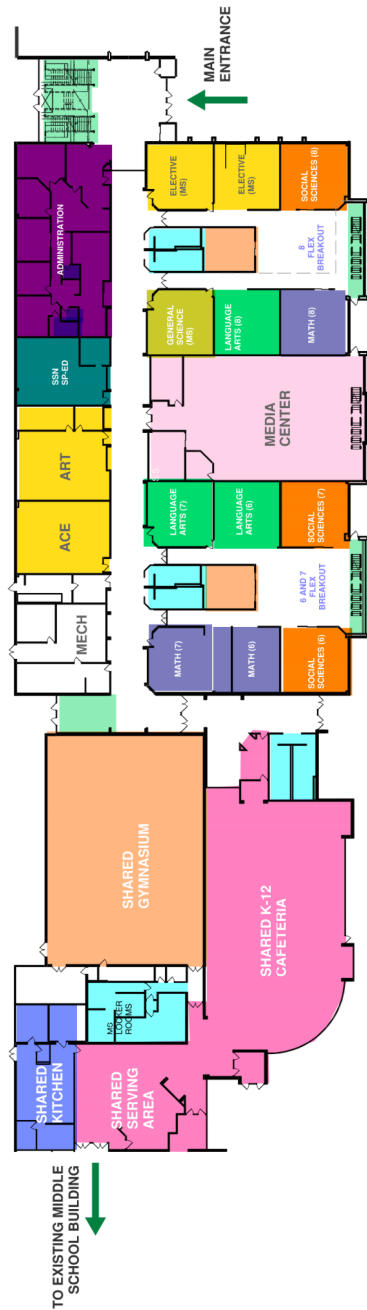 MAIN
ENTRANCE
ADMINISTRATION
ELECTIVE
(MS)
ELECTIVE
(MS)
SOCIAL
SCIENCES (8)
8
FLEX
BREAKOUT
SSN
SP-ED
GENERAL
SCIENCE (MS)
LANGUAGE
ARTS (8)
MATH (8)
ART
MEDIA
CENTER
ACE
LANGUAGE
ARTS (7)
LANGUAGE
ARTS (6)
SOCIAL
SCIENCES (7)
6 AND 7
FLEX
BREAKOUT
MECH
MATH (7)
MATH (6)
SOCIAL
SCIENCES (6)
SHARED
GYMNASIUM
SHARED K-12
CAFETERIA
MS
LOCKER
ROOMS
SHARED
KITCHEN
SHARED
SERVING
AREA
TO EXISTING MIDDLE
SCHOOL BUILDING